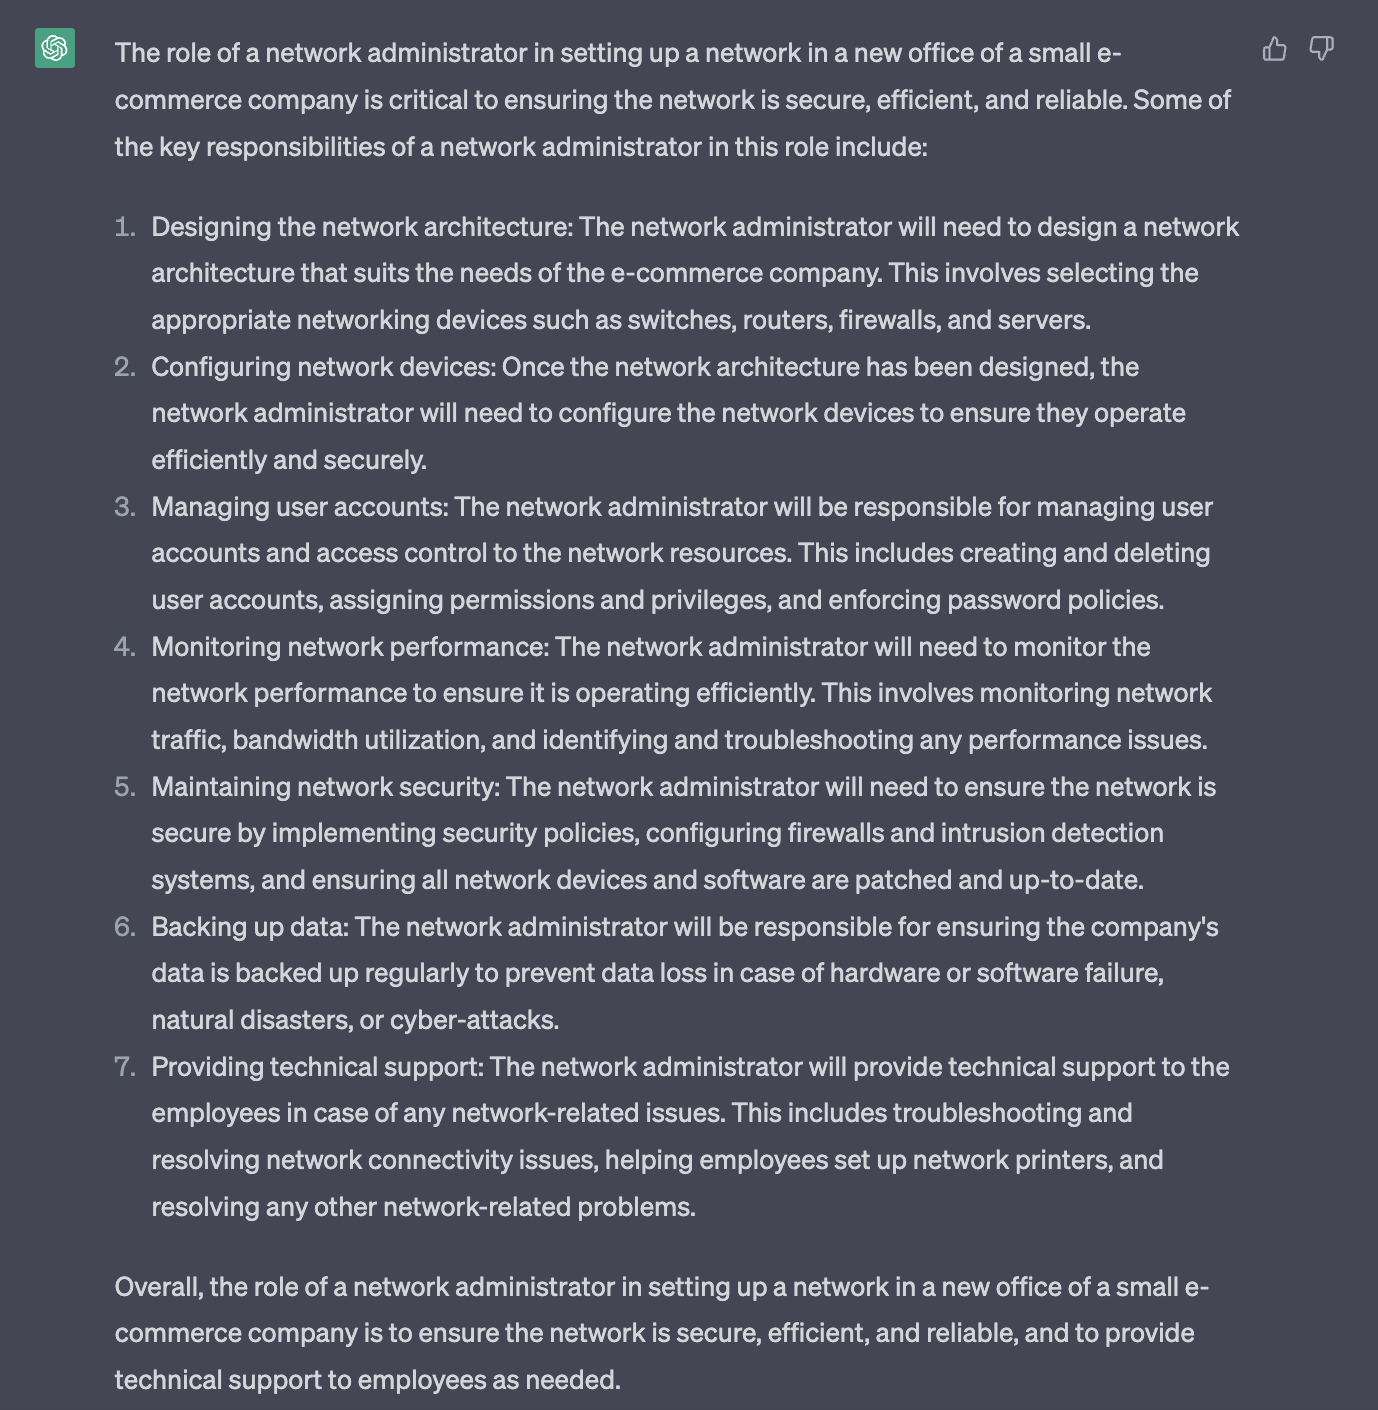 The role of a network administrator in setting up a network in a new office of a small e-
commerce company is critical to ensuring the network is secure, efficient, and reliable. Some of
the key responsibilities of a network administrator in this role include:
1. Designing the network architecture: The network administrator will need to design a network
architecture that suits the needs of the e-commerce company. This involves selecting the
appropriate networking devices such as switches, routers, firewalls, and servers.
2. Configuring network devices: Once the network architecture has been designed, the
network administrator will need to configure the network devices to ensure they operate
efficiently and securely.
3. Managing user accounts: The network administrator will be responsible for managing user
accounts and access control to the network resources. This includes creating and deleting
user accounts, assigning permissions and privileges, and enforcing password policies.
4. Monitoring network performance: The network administrator will need to monitor the
network performance to ensure it is operating efficiently. This involves monitoring network
traffic, bandwidth utilization, and identifying and troubleshooting any performance issues.
5. Maintaining network security: The network administrator will need to ensure the network is
secure by implementing security policies, configuring firewalls and intrusion detection
systems, and ensuring all network devices and software are patched and up-to-date.
6. Backing up data: The network administrator will be responsible for ensuring the company's
data is backed up regularly to prevent data loss in case of hardware or software failure,
natural disasters, or cyber-attacks.
7. Providing technical support: The network administrator will provide technical support to the
employees in case of any network-related issues. This includes troubleshooting and
resolving network connectivity issues, helping employees set up network printers, and
resolving any other network-related problems.
Overall, the role of a network administrator in setting up a network in a new office of a small e-
commerce company is to ensure the network is secure, efficient, and reliable, and to provide
technical support to employees as needed.